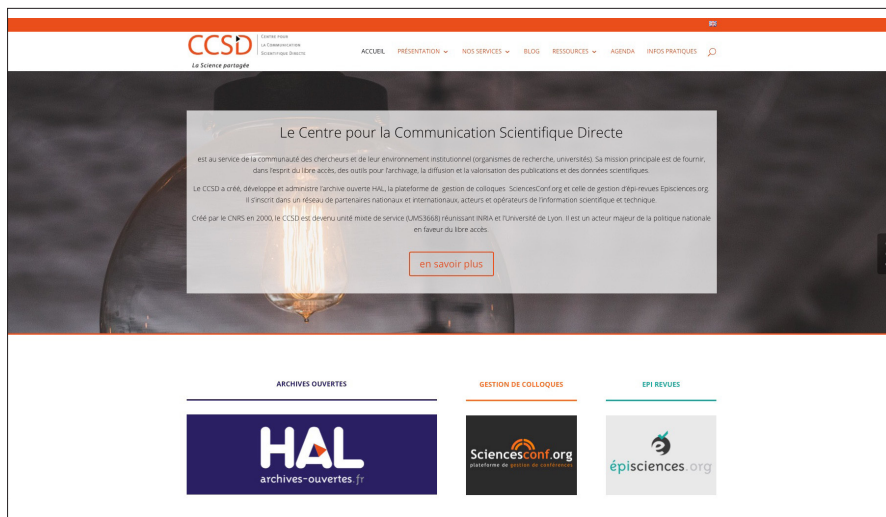 CCSD
Centre pour
la Communication
Scientifique Directe
La Science partagée
ACCUEIL PRÉSENTATION NOS SERVICES BLOG RESSOURCES AGENDA INFOS PRATIQUES
Le Centre pour la Communication Scientifique Directe
est au service de la communauté des chercheurs et de leur environnement institutionnel (organismes de recherche, universités). Sa mission principale est de fournir,
dans l'esprit du libre accès, des outils pour l'archivage, la diffusion et la valorisation des publications et des données scientifiques.
Le CCSD a créé, développe et administre l'archive ouverte HAL, la plateforme de gestion de colloques SciencesConf.org et celle de gestion d'épi-revues Episciences.org.
Il s'inscrit dans un réseau de partenaires nationaux et internationaux, acteurs et opérateurs de l'information scientifique et technique.
Créé par le CNRS en 2000, le CCSD est devenu unité mixte de service (UMS3668) réunissant INRIA et l'Université de Lyon. Il est un acteur majeur de la politique nationale
en faveur du libre accès.
en savoir plus
ARCHIVES OUVERTES
HAL
archives-ouvertes.fr
GESTION DE COLLOQUES
Sciencesconf.org
plateforme de gestion de conférences
EPI REVUES
épisciences.org